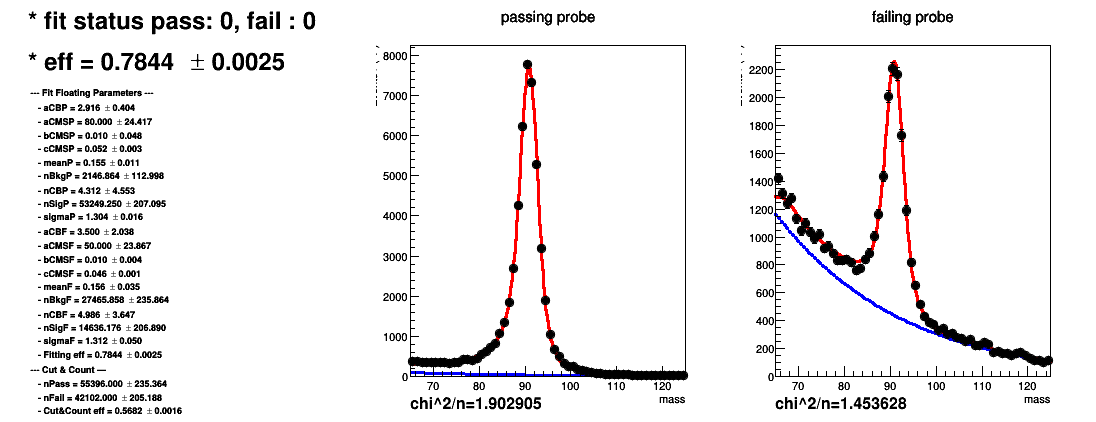 * fit status pass: 0, fail : 0
* eff = 0.7844 ± 0.0025
--- Fit Floating Parameters ---
- aCBP = 2.916 ± 0.404
- aCMSP = 80.000 ± 24.417
- bCMSP = 0.010 ± 0.048
- cCMSP = 0.052 ± 0.003
- meanP = 0.155 ± 0.011
- nBkgP = 2146.864 ± 112.998
- nCBP = 4.312 ± 4.553
- nSigP = 53249.250 ± 207.095
- sigmaP = 1.304 ± 0.016
- aCBF = 3.500 ± 2.038
- aCMSF = 50.000 ± 23.867
- bCMSF = 0.010 ± 0.004
- cCMSF = 0.046 ± 0.001
- meanF = 0.156 ± 0.035
- nBkgF = 27465.858 ± 235.864
- nCBF = 4.986 ± 3.647
- nSigF = 14636.176 ± 206.890
- sigmaF = 1.312 ± 0.050
- Fitting eff = 0.7844 ± 0.0025
--- Cut & Count ---
- nPass = 55396.000 ± 235.364
- nFail = 42102.000 ± 205.188
- Cut&Count eff = 0.5682 ± 0.0016
passing probe
8000
7000
6000
5000
4000
3000
2000
1000
0
70 80 90 100 110 120
mass
chi^2/n=1.902905
failing probe
2200
2000
1800
1600
1400
1200
1000
800
600
400
200
0
70 80 90 100 110 120
mass
chi^2/n=1.453628